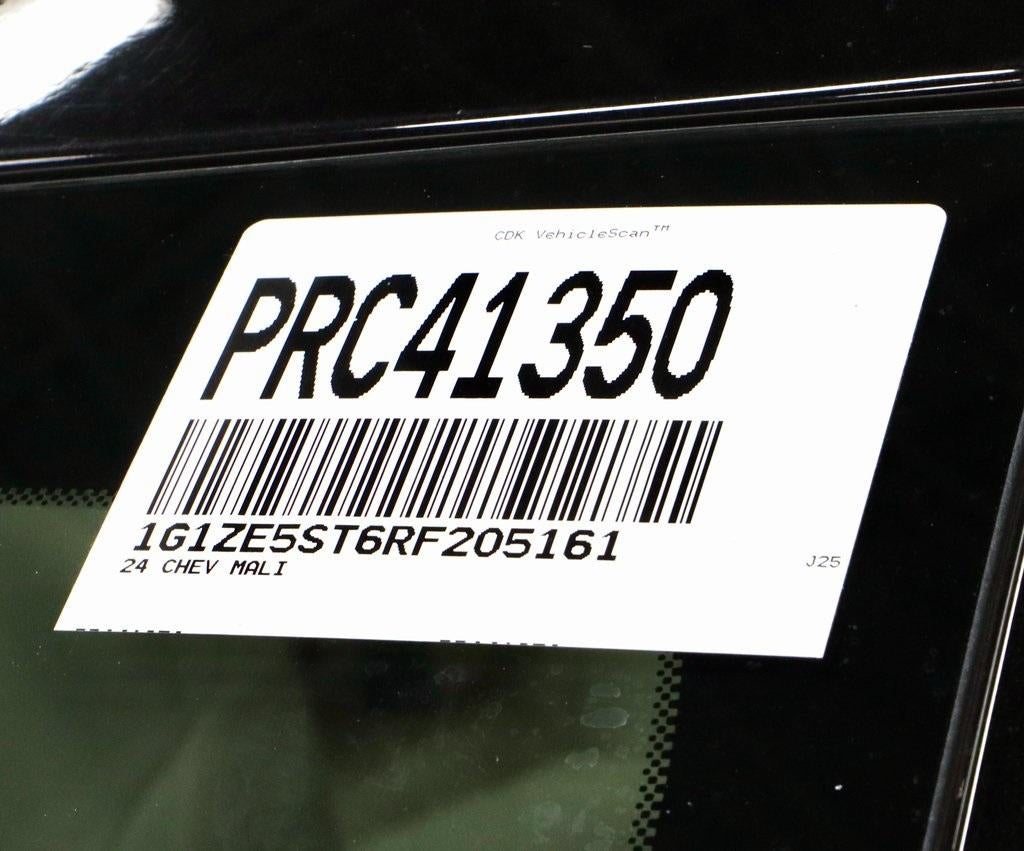 CDK VehicleScan™
PRC41350
1G1ZE5ST6RF205161
24 CHEV MALI
J25